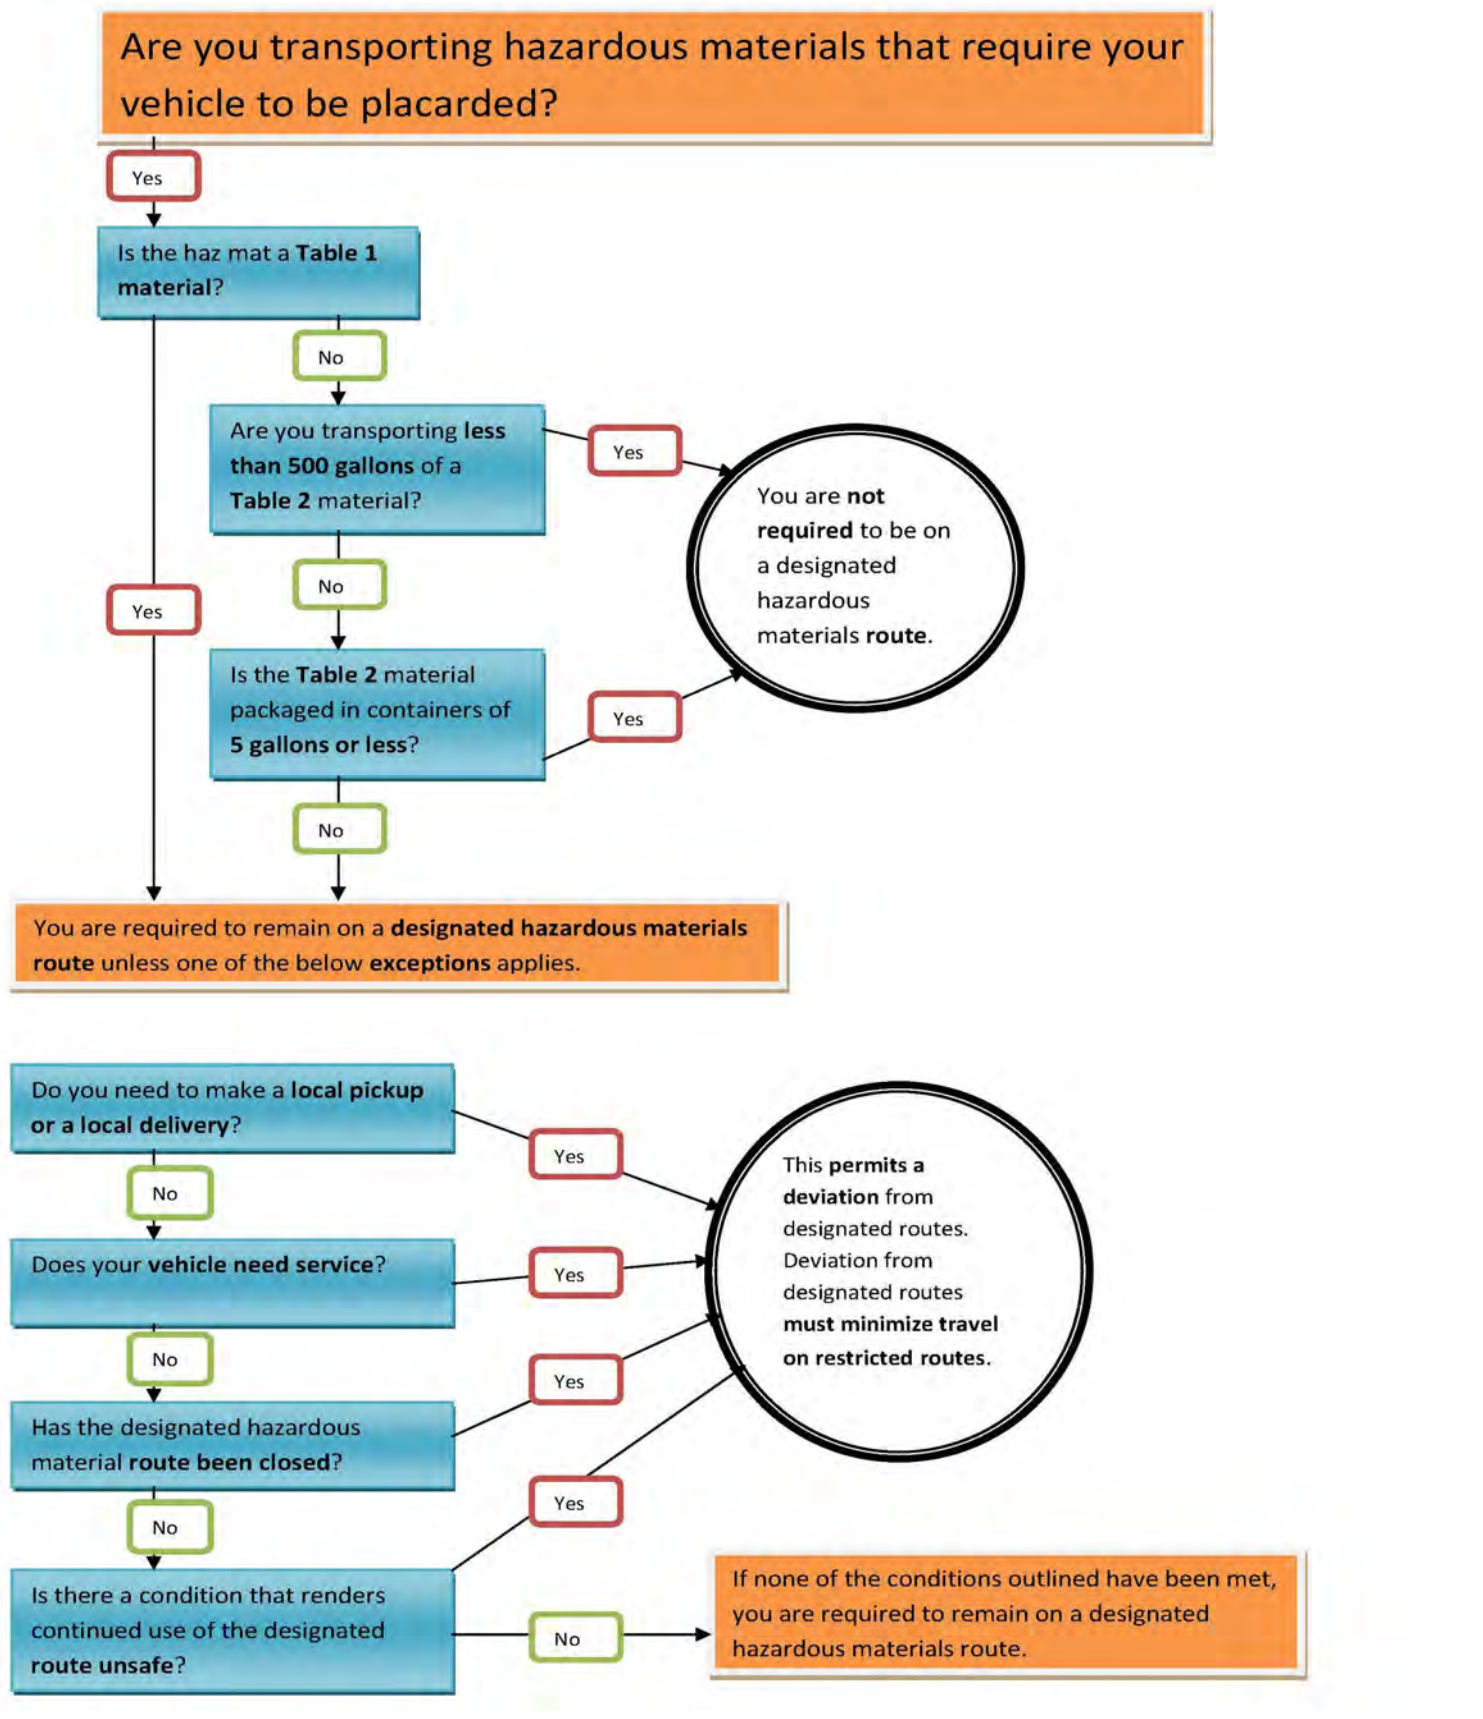 Are you transporting hazardous materials that require your
vehicle to be placarded?
Yes
Is the haz mat a Table 1
material?
No
Are you transporting less
than 500 gallons of a
Table 2 material?
Yes
You are not
required to be on
a designated
hazardous
materials route.
No
Yes
Is the Table 2 material
packaged in containers of
5 gallons or less?
Yes
No
You are required to remain on a designated hazardous materials
route unless one of the below exceptions applies.
Do you need to make a local pickup
or a local delivery?
Yes
This permits a
deviation from
designated routes.
Deviation from
designated routes
must minimize travel
on restricted routes.
No
Does your vehicle need service?
Yes
No
Has the designated hazardous
material route been closed?
Yes
No
Is there a condition that renders
continued use of the designated
route unsafe?
Yes
No
If none of the conditions outlined have been met,
you are required to remain on a designated
hazardous materials route.